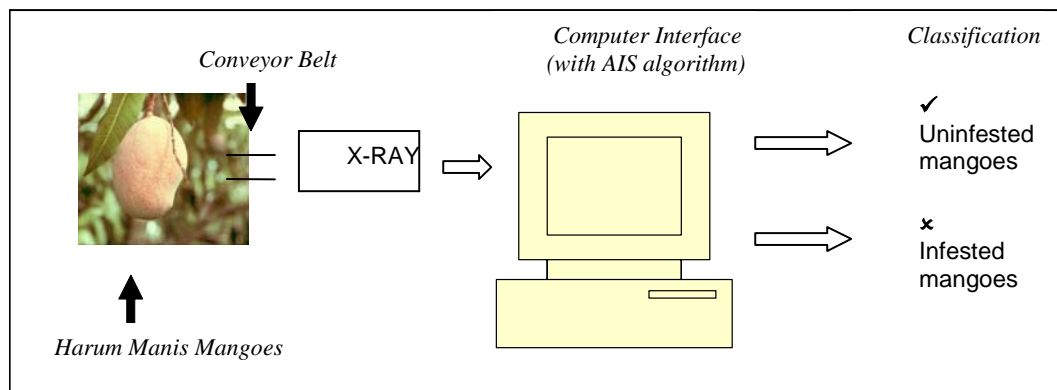 Conveyor Belt
Harum Manis Mangoes
X-RAY
Computer Interface
(with AIS algorithm)
Classification
✓
Uninfested
mangoes
✗
Infested
mangoes